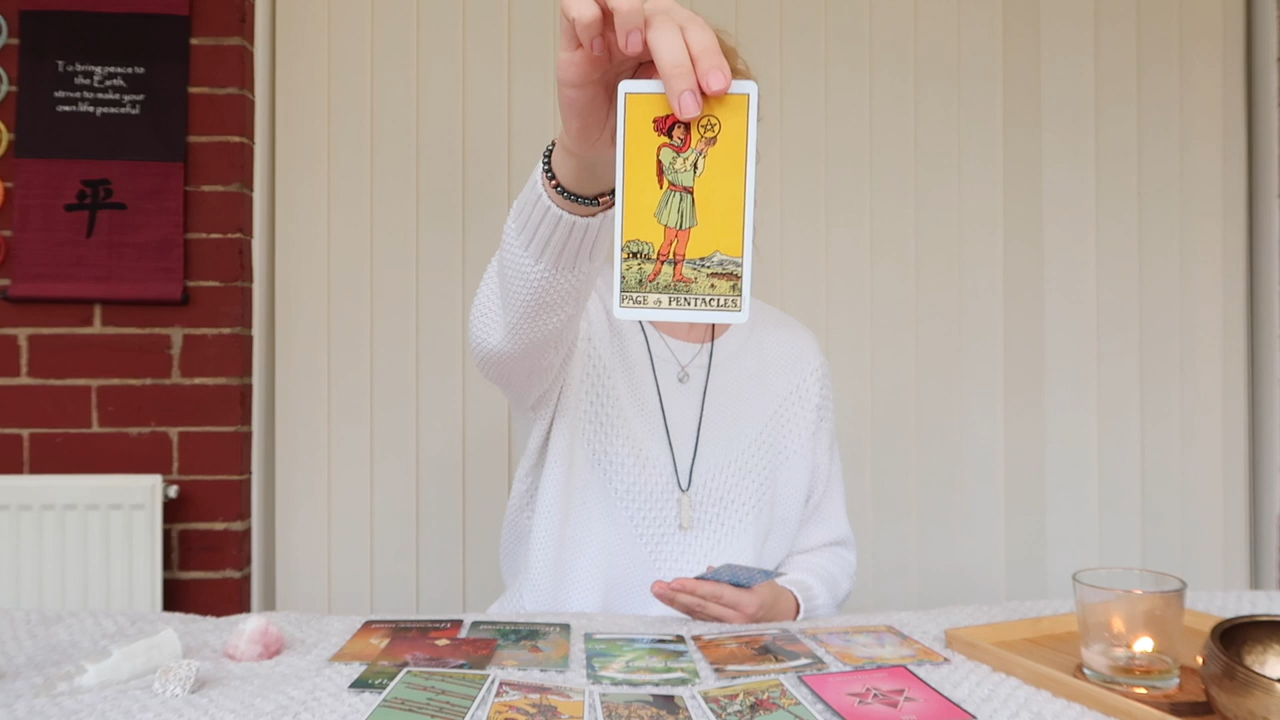 To bring peace to
the Earth,
strive to make your
own life peaceful
平
PAGE of PENTACLES.